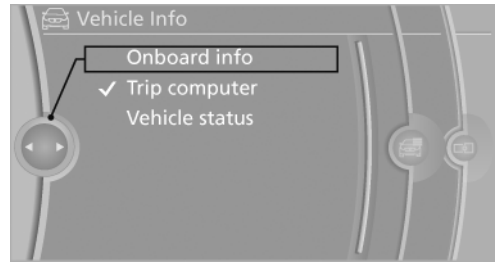 Vehicle Info
Onboard info
Trip computer
Vehicle status